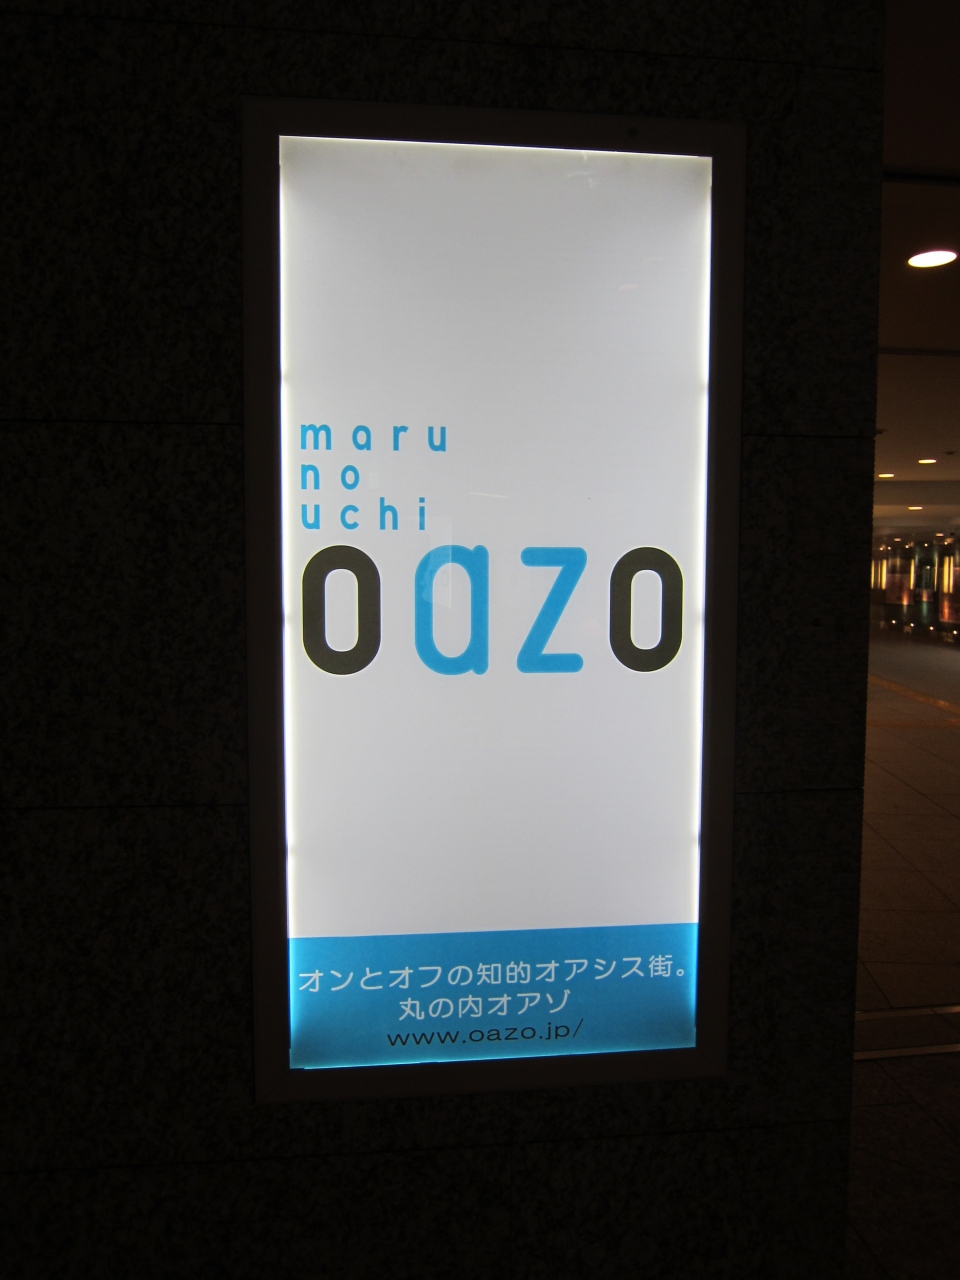 maru
no
uchi
oazo
オンとオフの知的オアシス街。
丸の内オアゾ
www.oazo.jp/